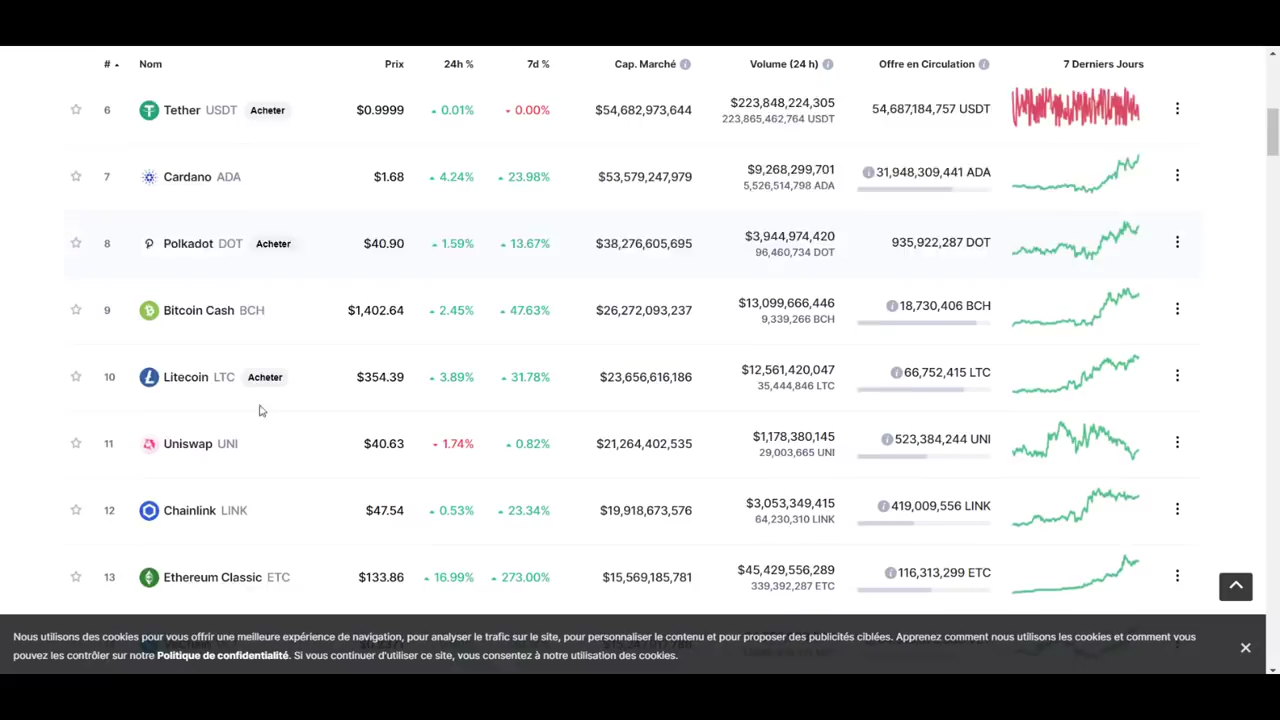 # Nom Prix 24h % 7d % Cap. Marché Volume (24 h) Offre en Circulation 7 Derniers Jours
6 Tether USDT Acheter $0.9999 0.01% 0.00% $54,682,973,644 $223,848,224,305 54,687,184,757 USDT
223,865,462,764 USDT
7 Cardano ADA $1.68 4.24% 23.98% $53,579,247,979 $9,268,299,701 31,948,309,441 ADA
5,526,514,798 ADA
8 Polkadot DOT Acheter $40.90 1.59% 13.67% $38,276,605,695 $3,944,974,420 935,922,287 DOT
96,460,734 DOT
9 Bitcoin Cash BCH $1,402.64 2.45% 47.63% $26,272,093,237 $13,099,666,446 18,730,406 BCH
9,339,266 BCH
10 Litecoin LTC Acheter $354.39 3.89% 31.78% $23,656,616,186 $12,561,420,047 66,752,415 LTC
35,444,846 LTC
11 Uniswap UNI $40.63 1.74% 0.82% $21,264,402,535 $1,178,380,145 523,384,244 UNI
29,003,665 UNI
12 Chainlink LINK $47.54 0.53% 23.34% $19,918,673,576 $3,053,349,415 419,009,556 LINK
64,230,310 LINK
13 Ethereum Classic ETC $133.86 16.99% 273.00% $15,569,185,781 $45,429,556,289 116,313,299 ETC
339,392,287 ETC
Nous utilisons des cookies pour vous offrir une meilleure expérience de navigation, pour analyser le trafic sur le site, pour personnaliser le contenu et pour proposer des publicités ciblées. Apprenez comment nous utilisons les cookies et comment vous
pouvez les contrôler sur notre Politique de confidentialité. Si vous continuer d'utiliser ce site, vous consentez à notre utilisation des cookies.